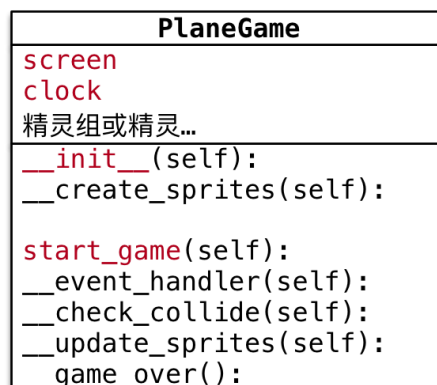 PlaneGame
screen
clock
精灵组或精灵…
__init__(self):
__create_sprites(self):
start_game(self):
__event_handler(self):
__check_collide(self):
__update_sprites(self):
__game_over():